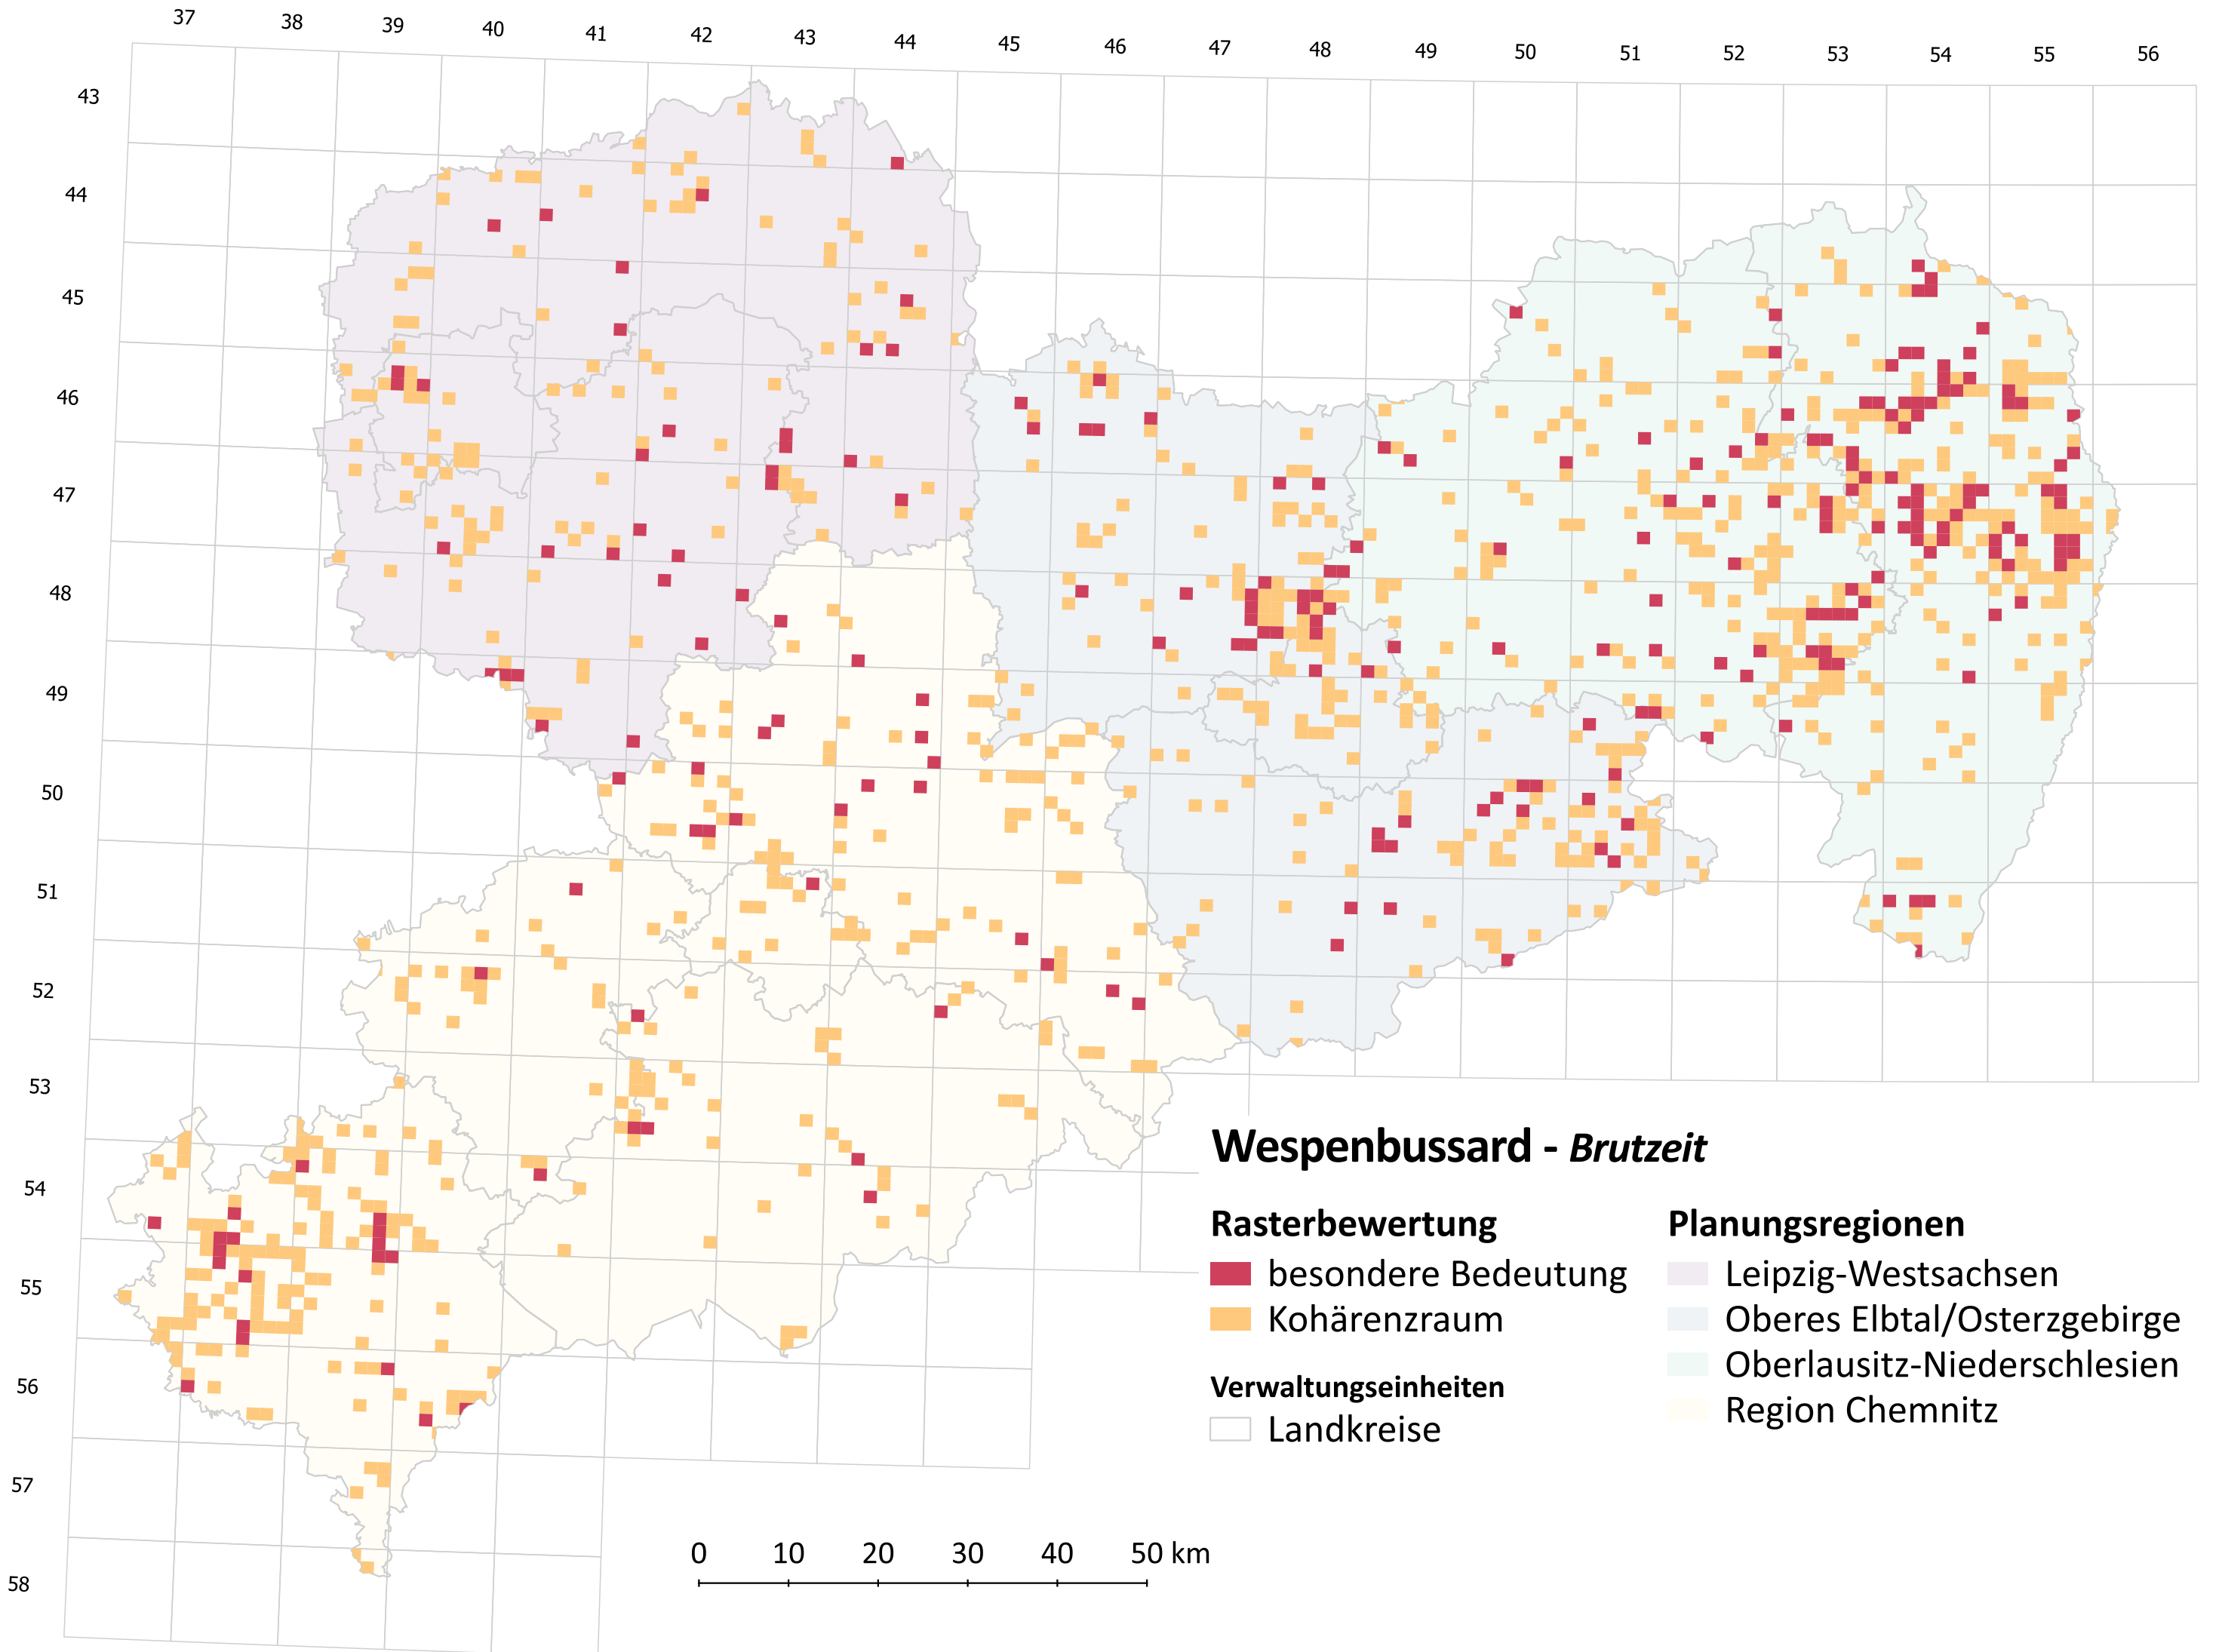 37 38 39 40 41 42 43 44 45 46 47 48 49 50 51 52 53 54 55 56
43
44
45
46
47
48
49
50
51
52
53
54
55
56
57
58
Wespenbussard - Brutzeit
Rasterbewertung
besondere Bedeutung
Kohärenzraum
Verwaltungseinheiten
Landkreise
Planungsregionen
Leipzig-Westsachsen
Oberes Elbtal/Osterzgebirge
Oberlausitz-Niederschlesien
Region Chemnitz
0 10 20 30 40 50 km